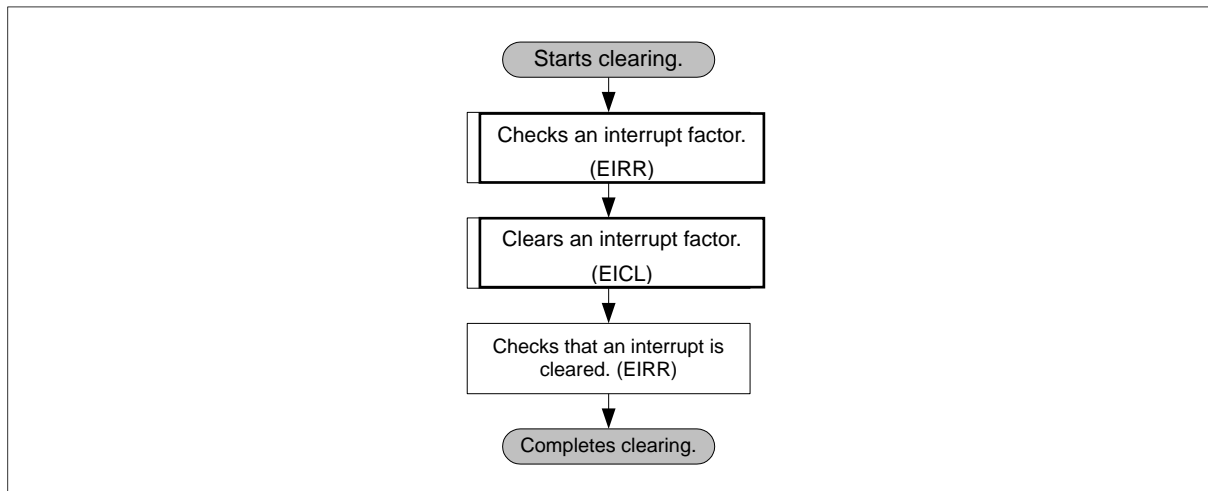 Starts clearing.
Checks an interrupt factor.
(EIRR)
Clears an interrupt factor.
(EICL)
Checks that an interrupt is
cleared. (EIRR)
Completes clearing.